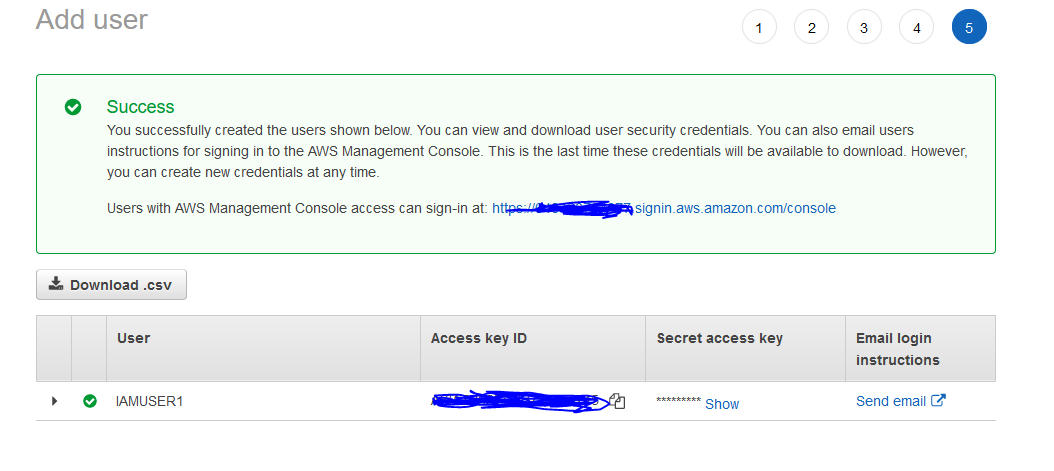 Add user
1 2 3 4 5
Success
You successfully created the users shown below. You can view and download user security credentials. You can also email users
instructions for signing in to the AWS Management Console. This is the last time these credentials will be available to download. However,
you can create new credentials at any time.
Users with AWS Management Console access can sign-in at: https:// .signin.aws.amazon.com/console
Download .csv
User Access key ID Secret access key Email login
instructions
IAMUSER1 ********* Show Send email